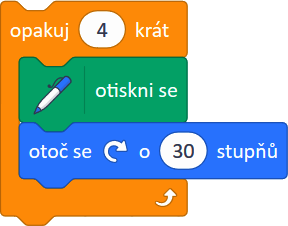 opakuj 4 krát
otiskni se
otoč se o 30 stupňů